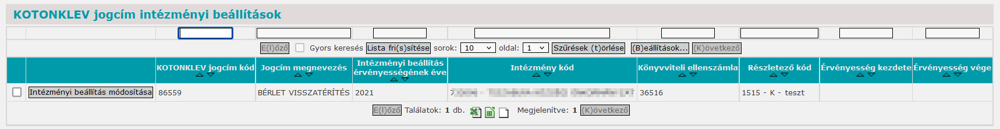 KOTONKLEV jogcím intézményi beállítások
E(l)őző Gyors keresés Lista fri(s)sítése sorok: 10 oldal: 1 Szűrések (t)örlése (B)eállítások... (K)övetkező
KOTONKLEV jogcím kód Jogcím megnevezés Intézményi beállítás érvényességének éve Intézmény kód Könyvviteli ellenszámla Részletező kód Érvényesség kezdete Érvényesség vége
Intézményi beállítás módosítása 86559 BÉRLET VISSZATÉRÍTÉS 2021 36516 1515 - K - teszt
E(l)őző Találatok: 1 db. Megjelenítve: 1 (K)övetkező